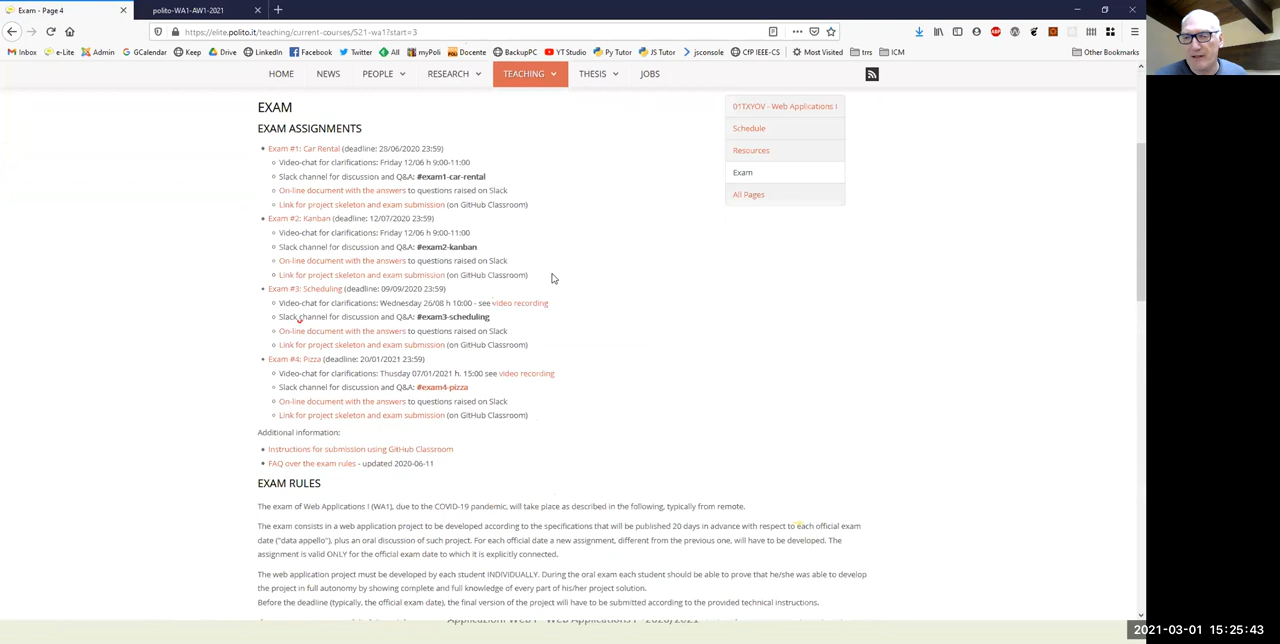 Exam - Page 4
polito-WA1-AW1-2021
https://elite.polito.it/teaching/current-courses/521-wa1?start=3
Inbox e-Lite Admin GCalendar Keep Drive LinkedIn Facebook Twitter All myPoli Docente BackupPC YT Studio Py Tutor JS Tutor jsconsole CfP IEEE-CS Most Visited trrs ICM Other Bookmarks
HOME NEWS PEOPLE RESEARCH TEACHING THESIS JOBS
EXAM
EXAM ASSIGNMENTS
Exam #1: Car Rental (deadline: 28/06/2020 23:59)
Video-chat for clarifications: Friday 12/06 h 9:00-11:00
Slack channel for discussion and Q&A: #exam1-car-rental
On-line document with the answers to questions raised on Slack
Link for project skeleton and exam submission (on GitHub Classroom)
Exam #2: Kanban (deadline: 12/07/2020 23:59)
Video-chat for clarifications: Friday 12/06 h 9:00-11:00
Slack channel for discussion and Q&A: #exam2-kanban
On-line document with the answers to questions raised on Slack
Link for project skeleton and exam submission (on GitHub Classroom)
Exam #3: Scheduling (deadline: 09/09/2020 23:59)
Video-chat for clarifications: Wednesday 26/08 h 10:00 - see video recording
Slack channel for discussion and Q&A: #exam3-scheduling
On-line document with the answers to questions raised on Slack
Link for project skeleton and exam submission (on GitHub Classroom)
Exam #4: Pizza (deadline: 20/01/2021 23:59)
Video-chat for clarifications: Thusday 07/01/2021 h. 15:00 see video recording
Slack channel for discussion and Q&A: #exam4-pizza
On-line document with the answers to questions raised on Slack
Link for project skeleton and exam submission (on GitHub Classroom)
Additional information:
Instructions for submission using GitHub Classroom
FAQ over the exam rules - updated 2020-06-11
EXAM RULES
The exam of Web Applications I (WA1), due to the COVID-19 pandemic, will take place as described in the following, typically from remote.
The exam consists in a web application project to be developed according to the specifications that will be published 20 days in advance with respect to each official exam
date ("data appello"), plus an oral discussion of such project. For each official date a new assignment, different from the previous one, will have to be developed. The
assignment is valid ONLY for the official exam date to which it is explicitly connected.
The web application project must be developed by each student INDIVIDUALLY. During the oral exam each student should be able to prove that he/she was able to develop
the project in full autonomy by showing complete and full knowledge of every part of his/her project solution.
Before the deadline (typically, the official exam date), the final version of the project will have to be submitted according to the provided technical instructions.
01TXYOV - Web Applications I
Schedule
Resources
Exam
All Pages
2021-03-01 15:25:43